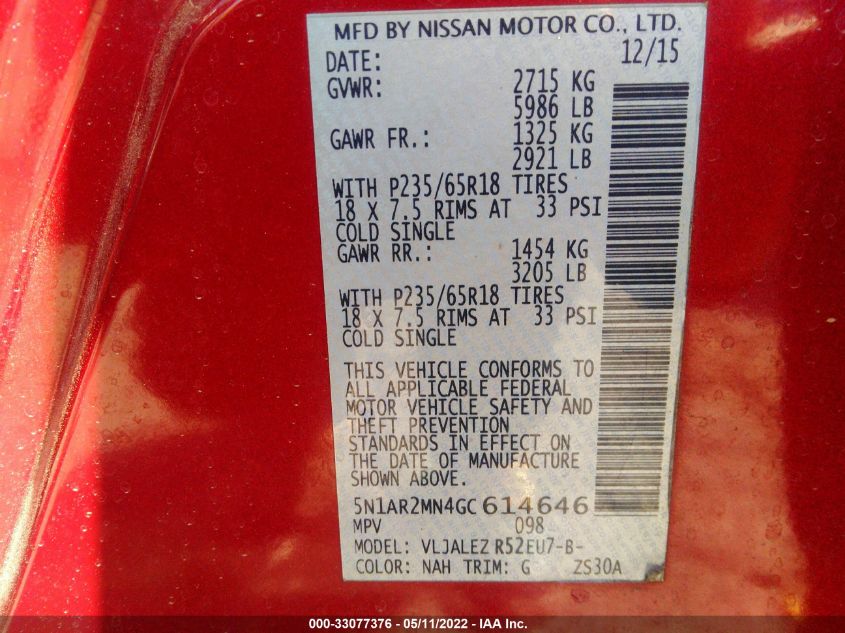 MFD BY NISSAN MOTOR CO., LTD.
DATE: 12/15
GVWR: 2715 KG
5986 LB
GAWR FR.: 1325 KG
2921 LB
WITH P235/65R18 TIRES
18 X 7.5 RIMS AT 33 PSI
COLD SINGLE
GAWR RR.: 1454 KG
3205 LB
WITH P235/65R18 TIRES
18 X 7.5 RIMS AT 33 PSI
COLD SINGLE
THIS VEHICLE CONFORMS TO
ALL APPLICABLE FEDERAL
MOTOR VEHICLE SAFETY AND
THEFT PREVENTION
STANDARDS IN EFFECT ON
THE DATE OF MANUFACTURE
SHOWN ABOVE.
5N1AR2MN4GC614646
MPV 098
MODEL: VLJALEZ R52EU7-B-
COLOR: NAH TRIM: G ZS30A
000-33077376 - 05/11/2022 - IAA Inc.